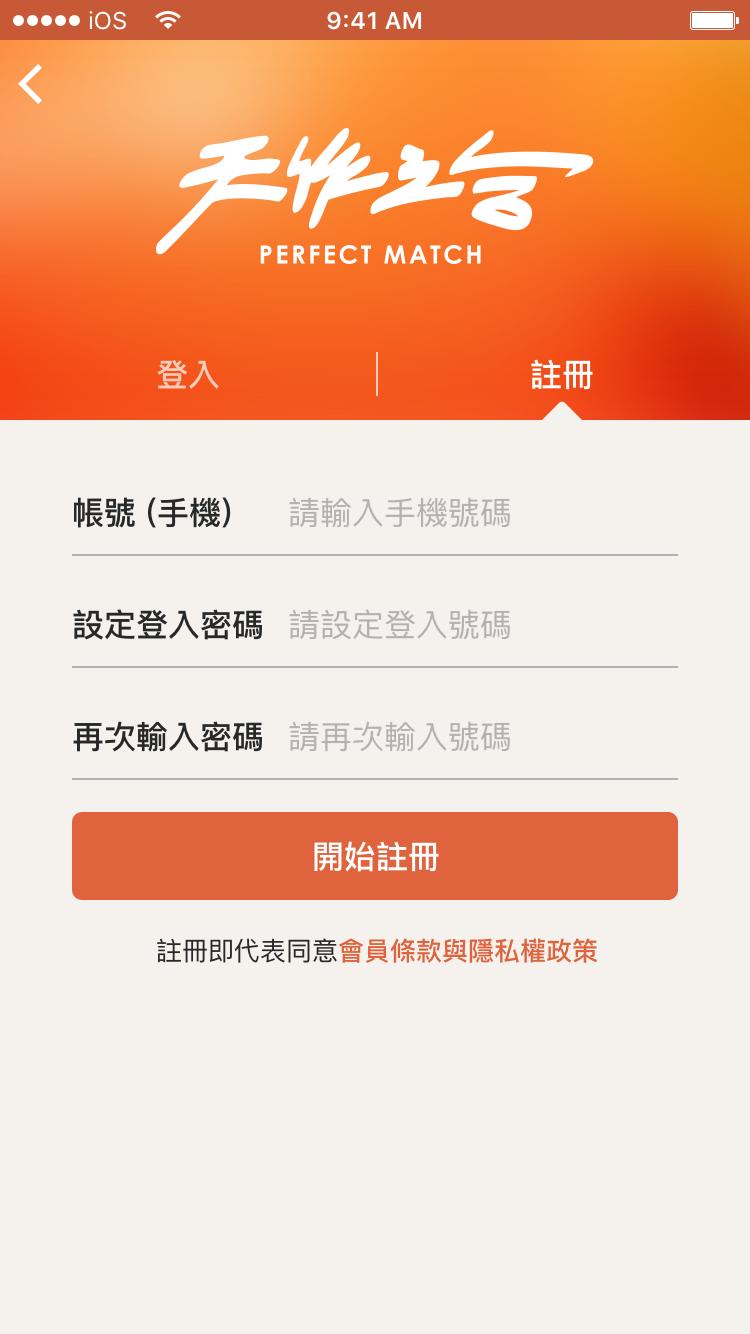 iOS 9:41 AM
天作之合
PERFECT MATCH
登入 註冊
帳號 (手機) 請輸入手機號碼
設定登入密碼 請設定登入號碼
再次輸入密碼 請再次輸入號碼
開始註冊
註冊即代表同意會員條款與隱私權政策